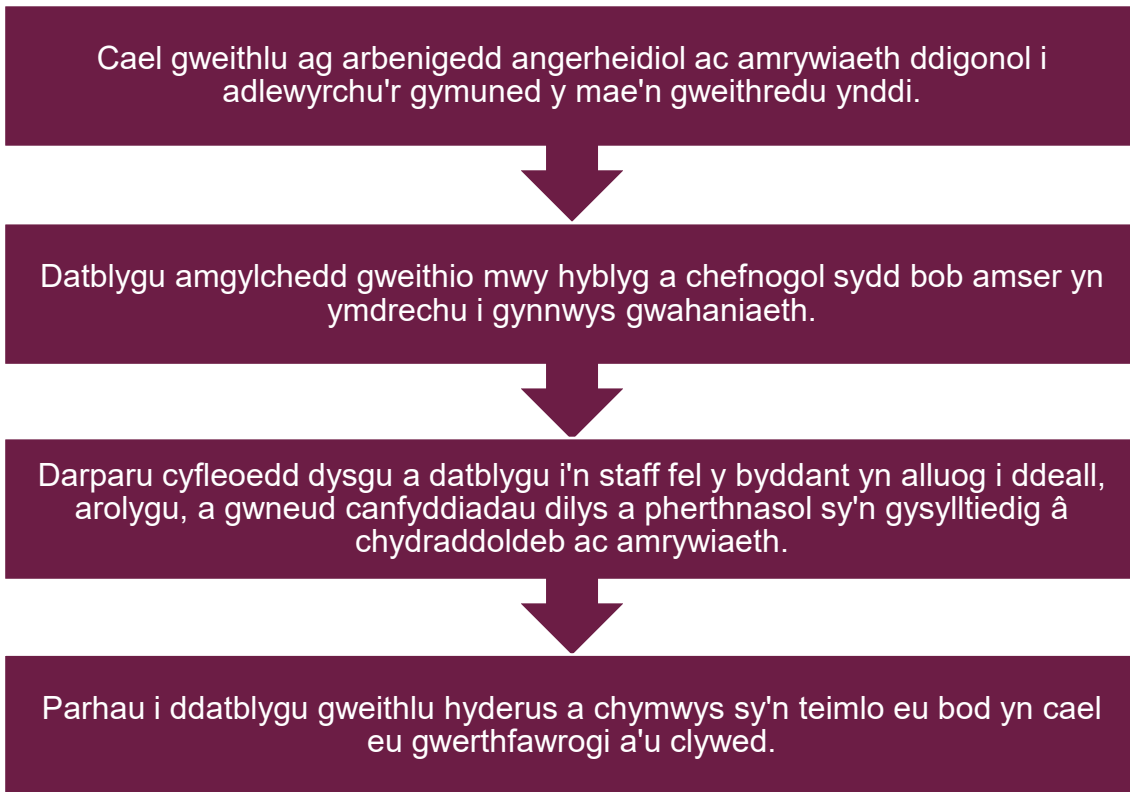 Cael gweithlu ag arbenigedd angerheidiol ac amrywiaeth ddigonol i
adlewyrchu'r gymuned y mae'n gweithredu ynddi.
Datblygu amgylchedd gweithio mwy hyblyg a chefnogol sydd bob amser yn
ymdrechu i gynnwys gwahaniaeth.
Darparu cyfleoedd dysgu a datblygu i'n staff fel y byddant yn alluog i ddeall,
arolygu, a gwneud canfyddiadau dilys a pherthnasol sy'n gysylltiedig â
chydraddoldeb ac amrywiaeth.
Parhau i ddatblygu gweithlu hyderus a chymwys sy'n teimlo eu bod yn cael
eu gwerthfawrogi a'u clywed.